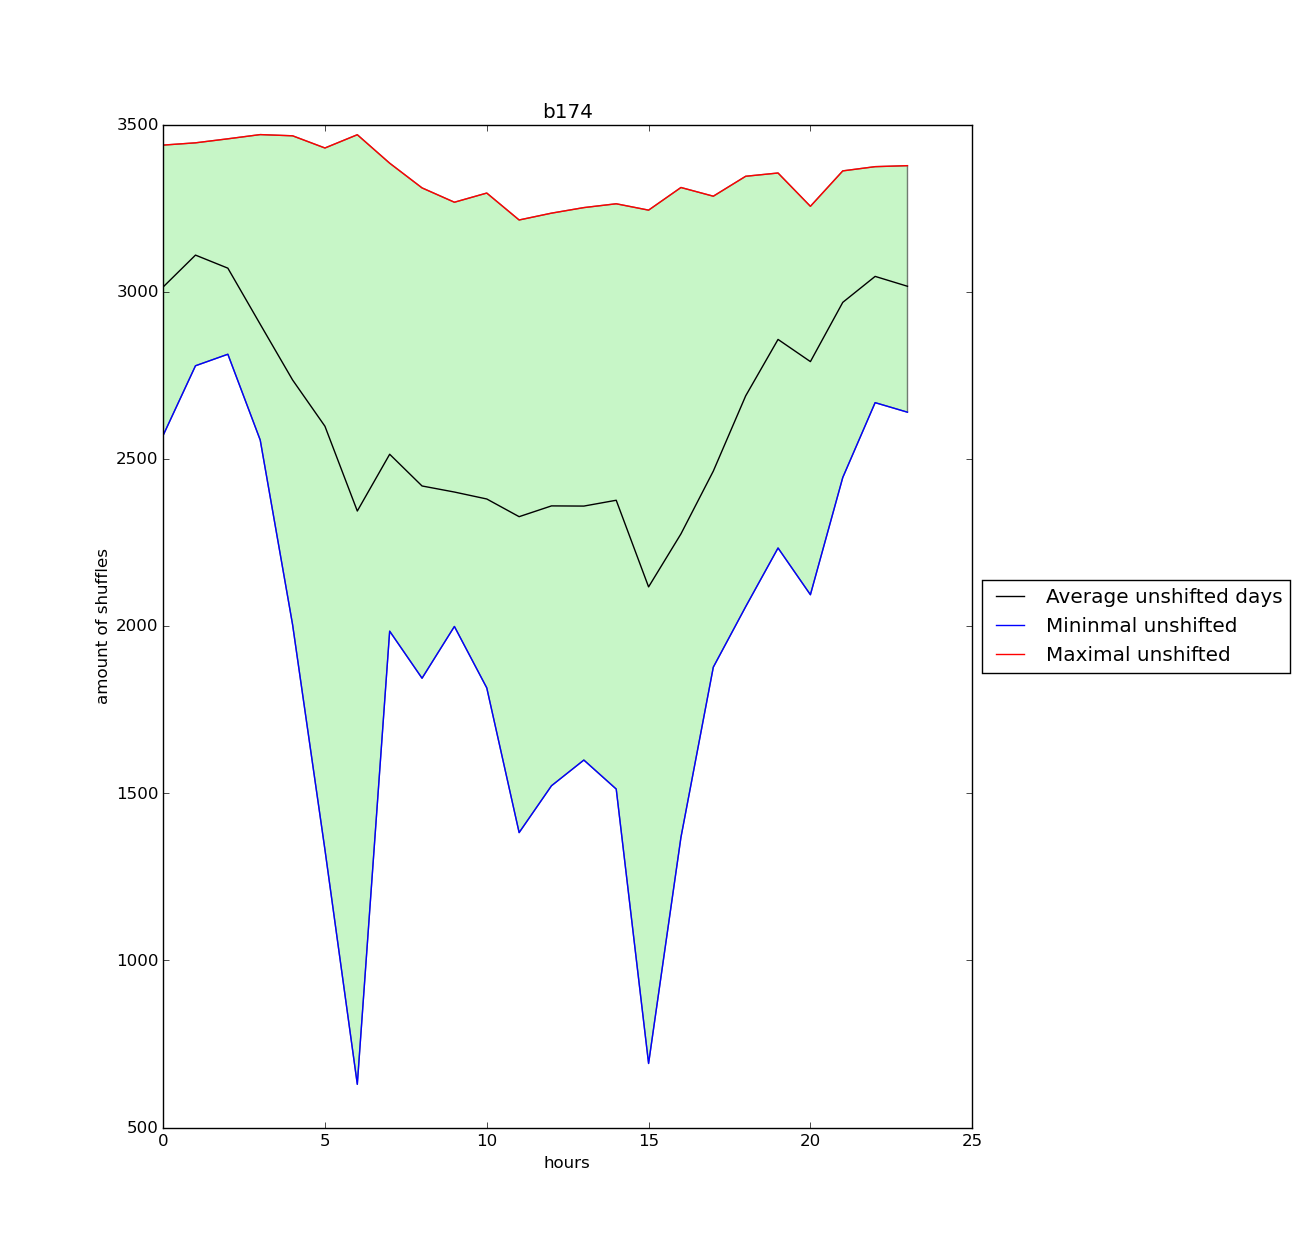 b174
3500
3000
2500
2000
1500
1000
500
amount of shuffles
0 5 10 15 20 25
hours
Average unshifted days
Mininmal unshifted
Maximal unshifted